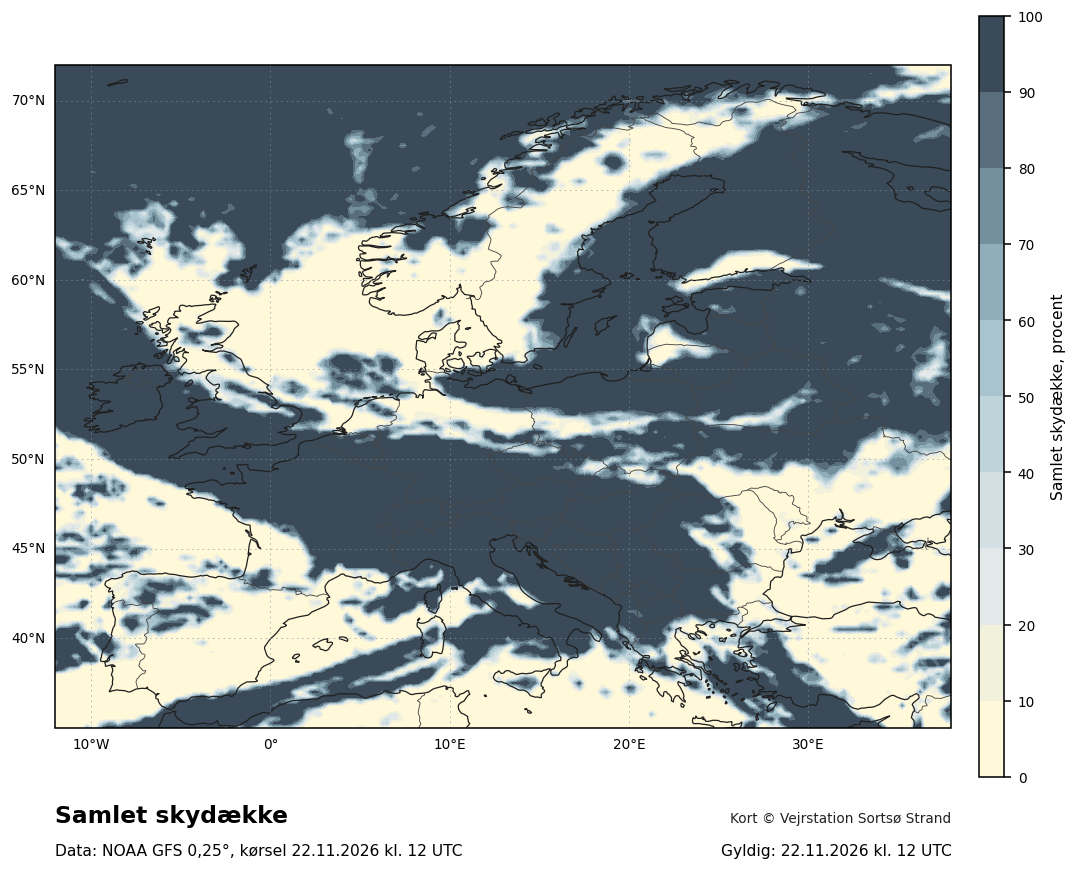 100
90
80
70
60
50
40
30
20
10
0
Samlet skydække, procent
70°N
65°N
60°N
55°N
50°N
45°N
40°N
10°W
0°
10°E
20°E
30°E
Samlet skydække
Kort © Vejrstation Sortsø Strand
Data: NOAA GFS 0,25°, kørsel 22.11.2026 kl. 12 UTC
Gyldig: 22.11.2026 kl. 12 UTC